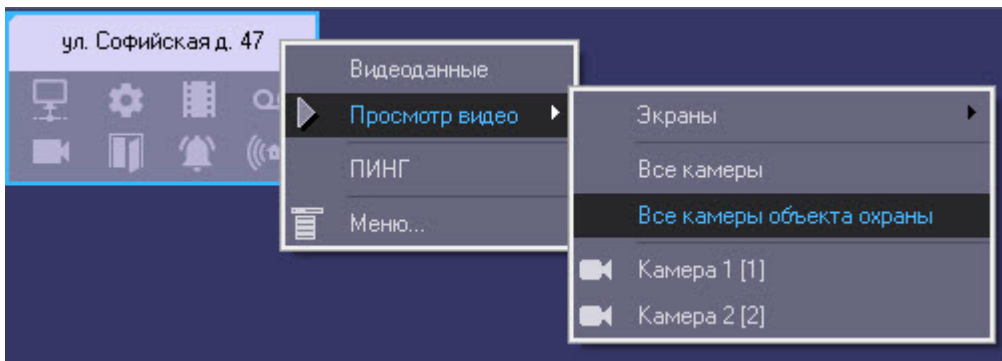 ул. Софийская д. 47
Видеоданные
Просмотр видео
ПИНГ
Меню...
Экраны
Все камеры
Все камеры объекта охраны
Камера 1 [1]
Камера 2 [2]